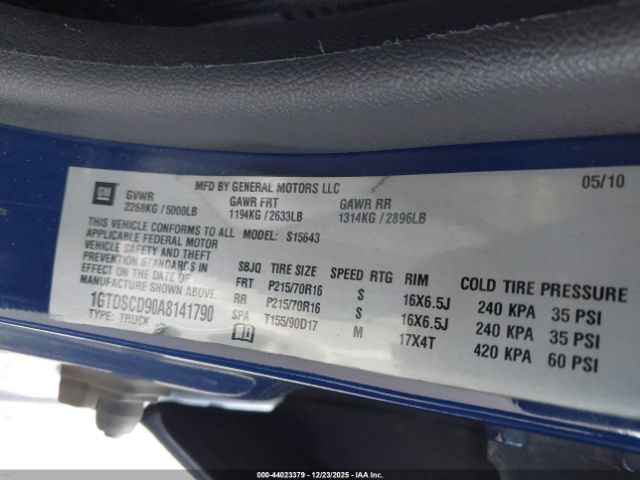 MFD BY GENERAL MOTORS LLC 05/10
GM GVWR GAWR FRT GAWR RR
2268KG / 5000LB 1194KG / 2633LB 1314KG / 2896LB
THIS VEHICLE CONFORMS TO ALL MODEL: S15643
APPLICABLE FEDERAL MOTOR
VEHICLE SAFETY AND THEFT
PREVENTION STANDARDS IN
EFFECT ON THE DATE OF
MANUFACTURE SHOWN ABOVE.
1GTDSCD90A8141790
TYPE: TRUCK
SBJQ TIRE SIZE SPEED RTG RIM COLD TIRE PRESSURE
FRT P215/70R16 S 16X6.5J 240 KPA 35 PSI
RR P215/70R16 S 16X6.5J 240 KPA 35 PSI
SPA T155/90D17 M 17X4T 420 KPA 60 PSI
000-44023379 | 12/23/2025 - IAA Inc.